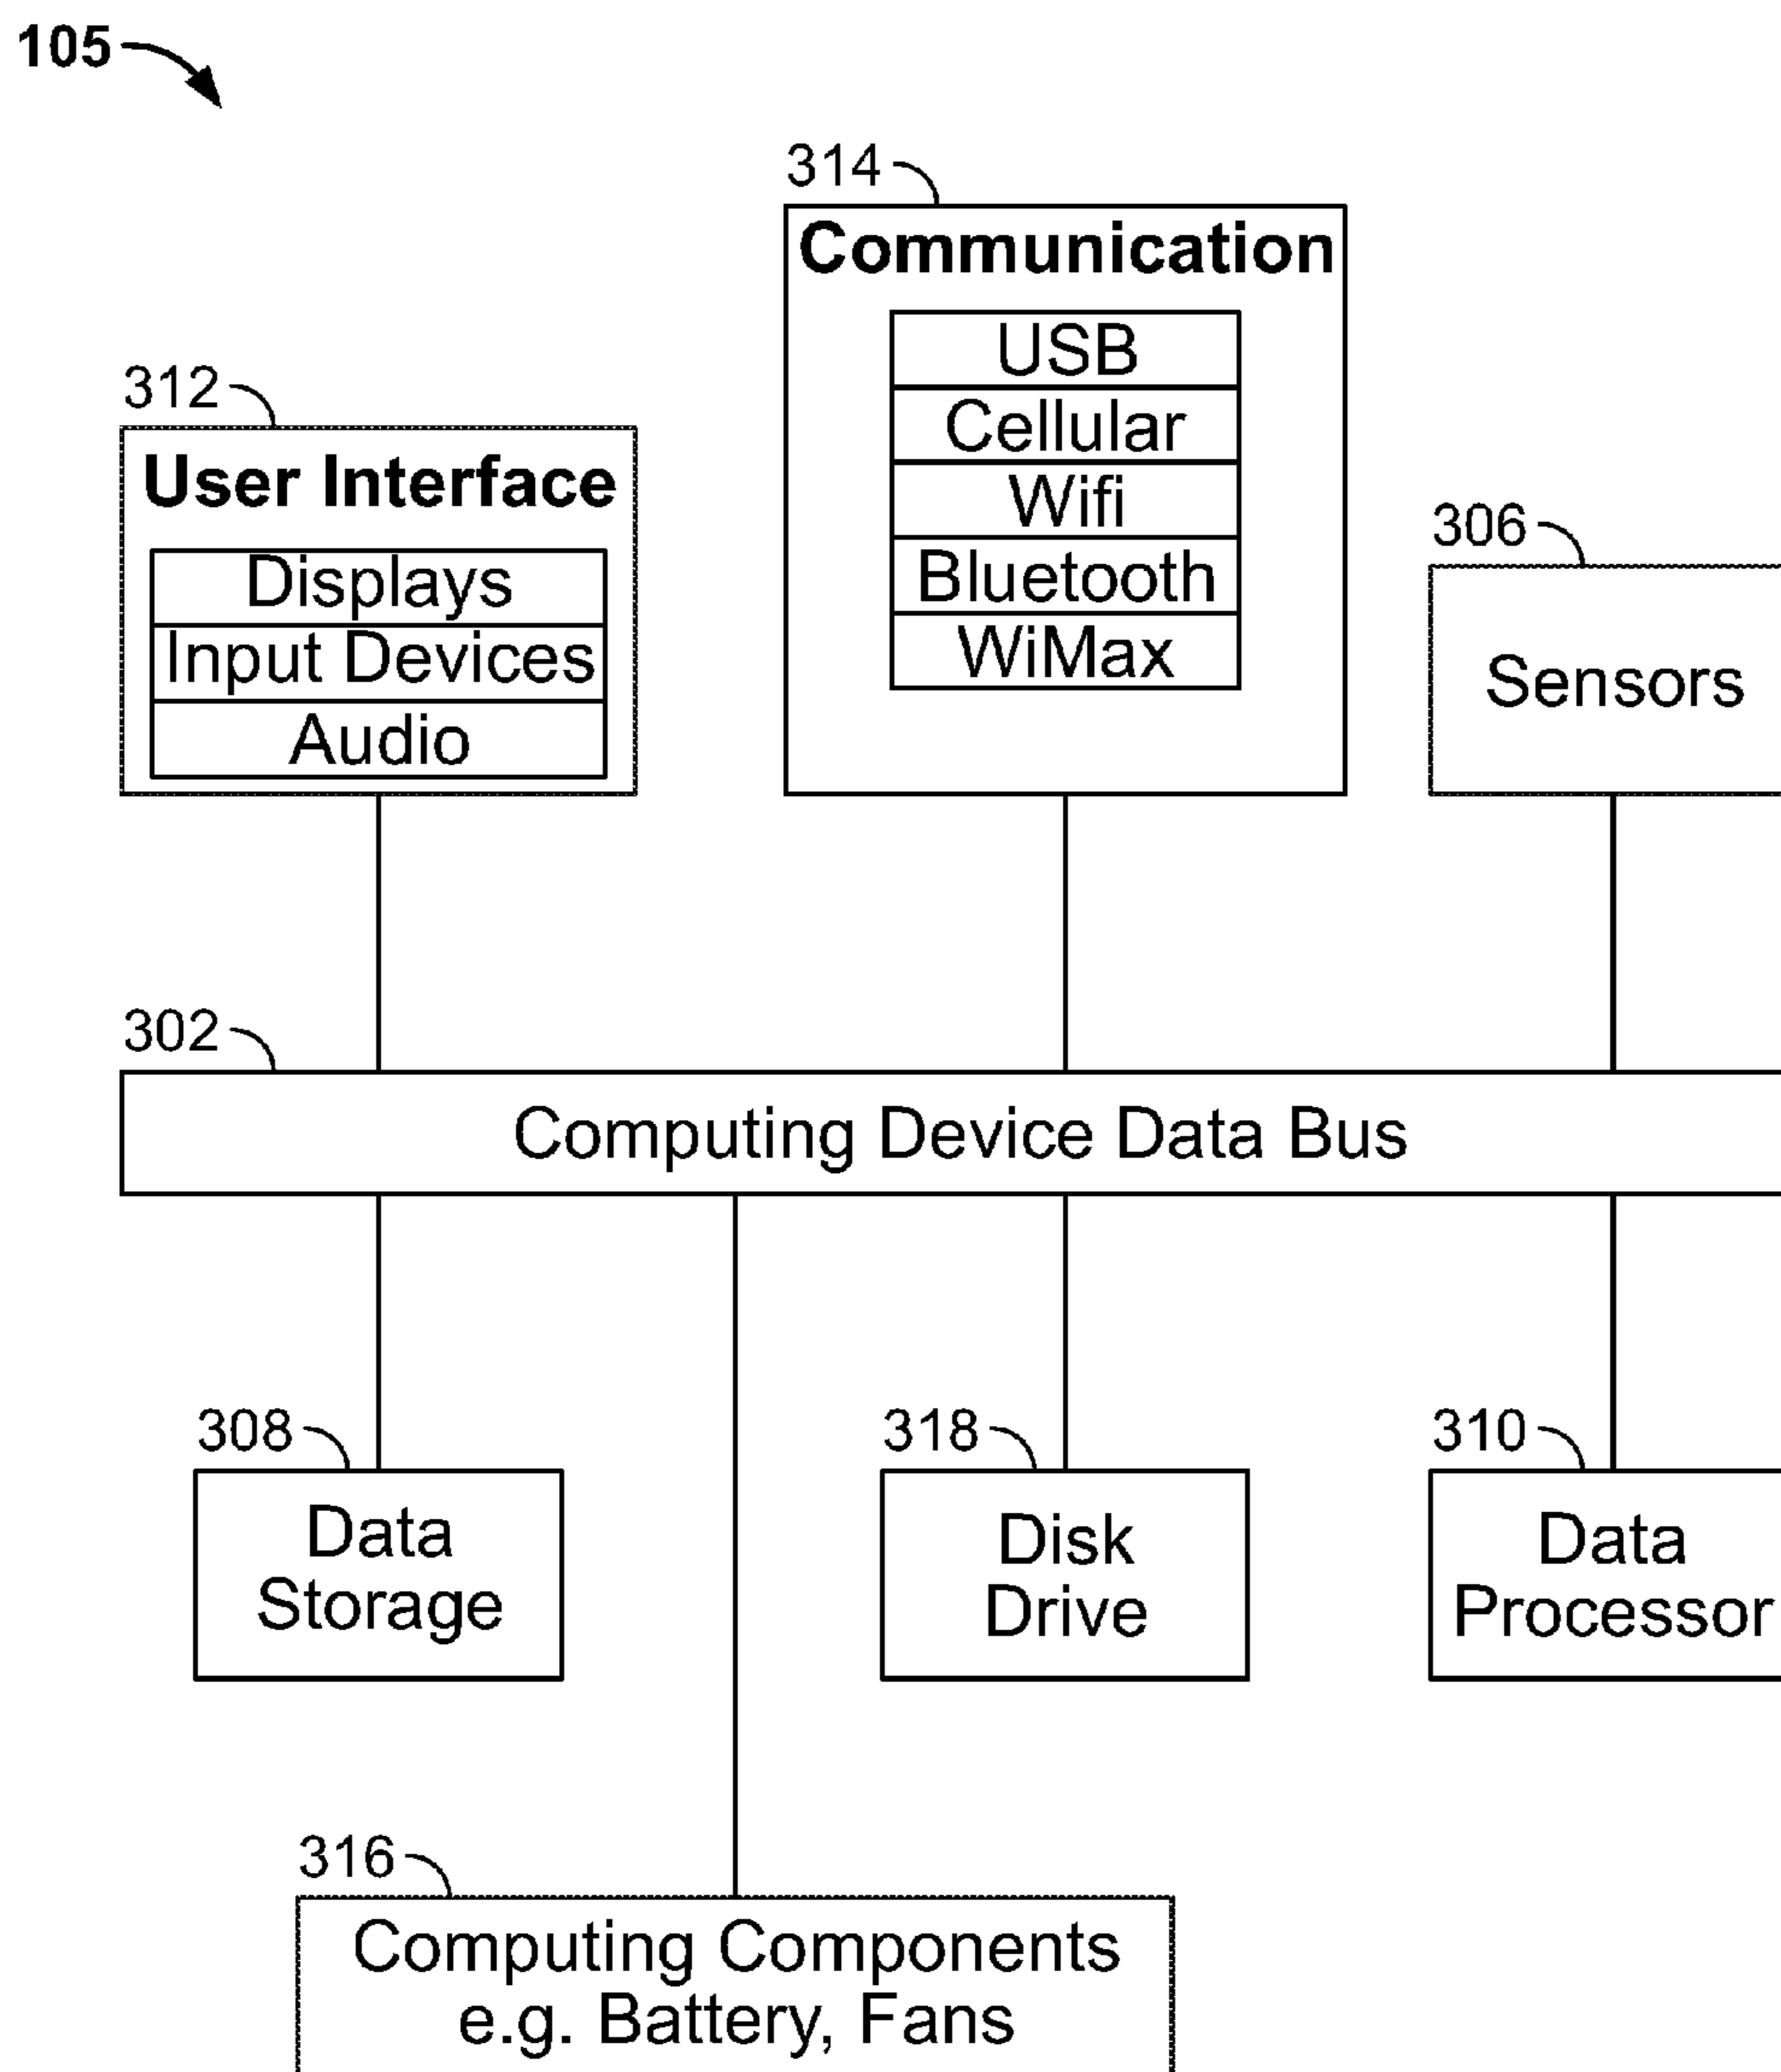 105
314
Communication
USB
Cellular
Wifi
Bluetooth
WiMax
312
User Interface
Displays
Input Devices
Audio
306
Sensors
302
Computing Device Data Bus
308
Data
Storage
318
Disk
Drive
310
Data
Processor
316
Computing Components
e.g. Battery, Fans